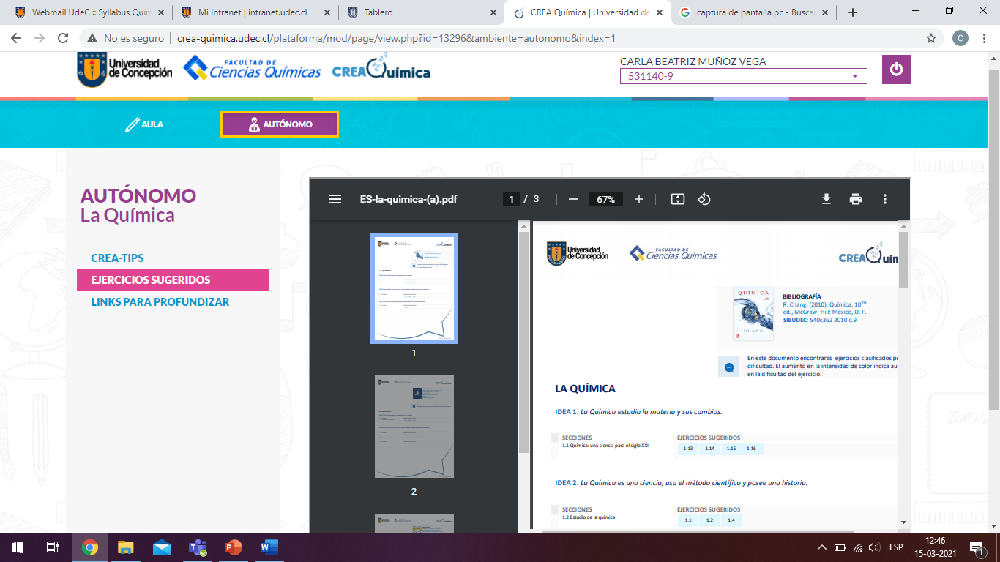 Webmail UdeC :: Syllabus Quím
Mi Intranet | intranet.udec.cl
Tablero
CREA Química | Universidad de
captura de pantalla pc - Buscar
No es seguro | crea-quimica.udec.cl/plataforma/mod/page/view.php?id=13296&ambiente=autonomo&index=1
C
Universidad de Concepción
FACULTAD DE
Ciencias Químicas
CREAQuímica
CARLA BEATRIZ MUÑOZ VEGA
531140-9
AULA
AUTÓNOMO
AUTÓNOMO
La Química
CREA-TIPS
EJERCICIOS SUGERIDOS
LINKS PARA PROFUNDIZAR
ES-la-quimica-(a).pdf
1 / 3
67%
1
2
Universidad
de Concepción
FACULTAD DE
Ciencias Químicas
CREAQuím
QUÍMICA
CHANG
BIBLIOGRAFÍA
R. Chang. (2010), Química, 10ma
ed., McGraw- Hill: México, D. F.
SIBUDEC: 540c362 2010 c.9
En este documento encontrarás ejercicios clasificados po
dificultad. El aumento en la intensidad de color indica au
en la dificultad del ejercicio.
LA QUÍMICA
IDEA 1. La Química estudia la materia y sus cambios.
SECCIONES
EJERCICIOS SUGERIDOS
1.1 Química: una ciencia para el siglo XXI
1.13 1.14 1.15 1.16
IDEA 2. La Química es una ciencia, usa el método científico y posee una historia.
SECCIONES
EJERCICIOS SUGERIDOS
1.2 Estudio de la química
1.1 1.2 1.4
Notes
ESP
12:46
15-03-2021
1